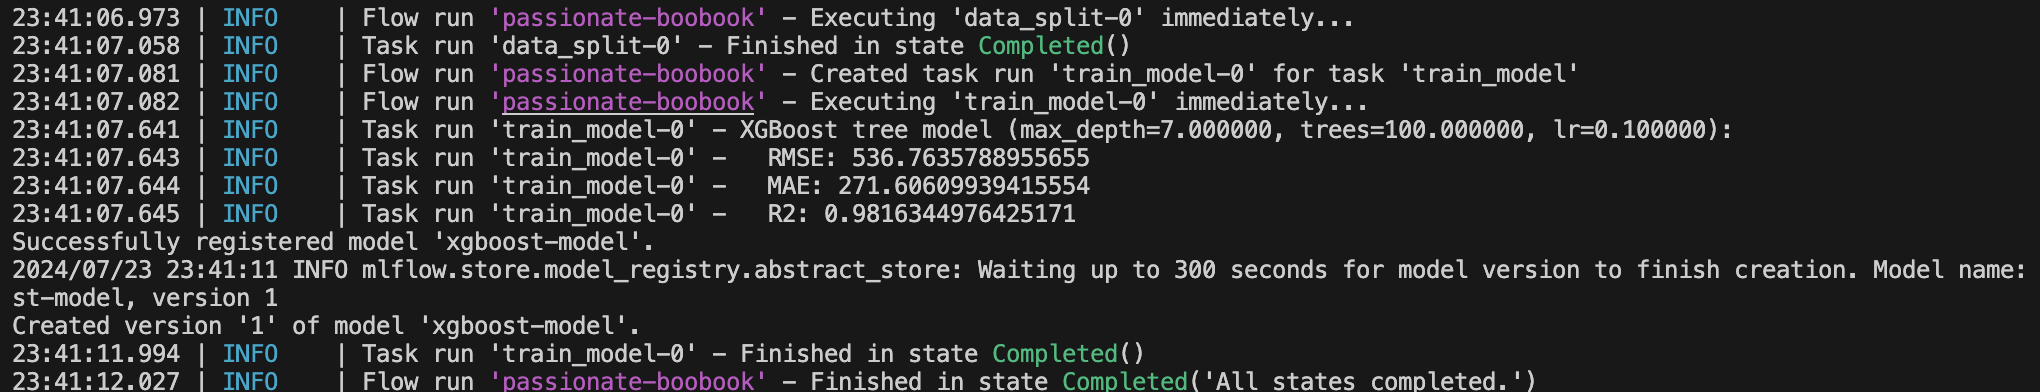 23:41:06.973 | INFO    | Flow run 'passionate-boobook' - Executing 'data_split-0' immediately...
23:41:07.058 | INFO    | Task run 'data_split-0' - Finished in state Completed()
23:41:07.081 | INFO    | Flow run 'passionate-boobook' - Created task run 'train_model-0' for task 'train_model'
23:41:07.082 | INFO    | Flow run 'passionate-boobook' - Executing 'train_model-0' immediately...
23:41:07.641 | INFO    | Task run 'train_model-0' - XGBoost tree model (max_depth=7.000000, trees=100.000000, lr=0.100000):
23:41:07.643 | INFO    | Task run 'train_model-0' -   RMSE: 536.7635788955655
23:41:07.644 | INFO    | Task run 'train_model-0' -   MAE: 271.60609939415554
23:41:07.645 | INFO    | Task run 'train_model-0' -   R2: 0.9816344976425171
Successfully registered model 'xgboost-model'.
2024/07/23 23:41:11 INFO mlflow.store.model_registry.abstract_store: Waiting up to 300 seconds for model version to finish creation. Model name:
st-model, version 1
Created version '1' of model 'xgboost-model'.
23:41:11.994 | INFO    | Task run 'train_model-0' - Finished in state Completed()
23:41:12.027 | INFO    | Flow run 'passionate-boobook' - Finished in state Completed('All states completed.')